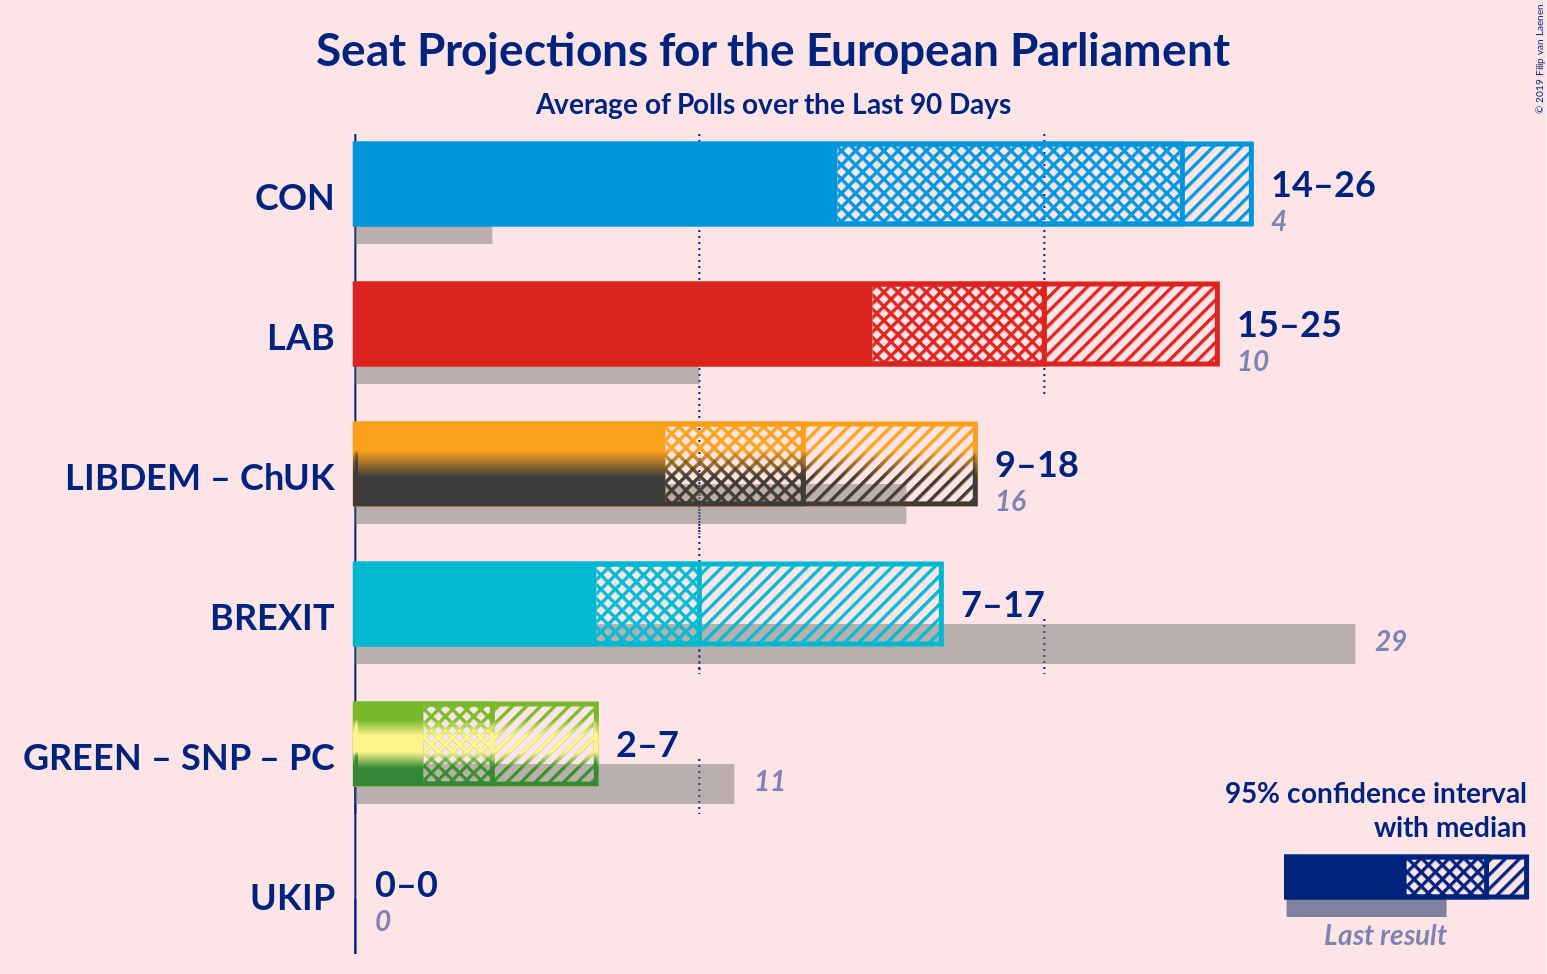 Seat Projections for the European Parliament
Average of Polls over the Last 90 Days
© 2019 Filip van Laenen
CON
14–26
4
LAB
15–25
10
LIBDEM – ChUK
9–18
16
BREXIT
7–17
29
GREEN – SNP – PC
2–7
11
UKIP
0–0
0
95% confidence interval
with median
Last result